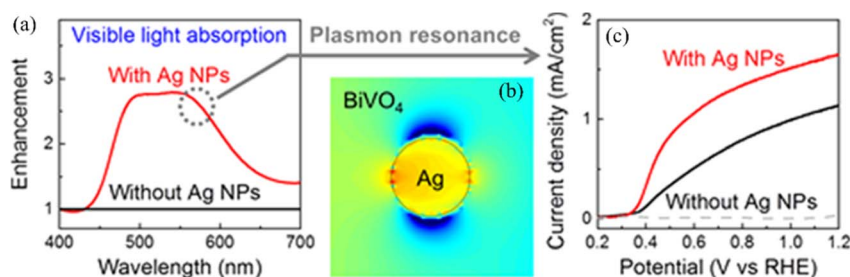 (a)
Visible light absorption
Plasmon resonance
(c)
With Ag NPs
Without Ag NPs
Enhancement
3
2
1
400
500
600
700
Wavelength (nm)
BiVO4
(b)
Ag
Current density (mA/cm²)
With Ag NPs
Without Ag NPs
2
1
0
0.2
0.4
0.6
0.8
1.0
1.2
Potential (V vs RHE)